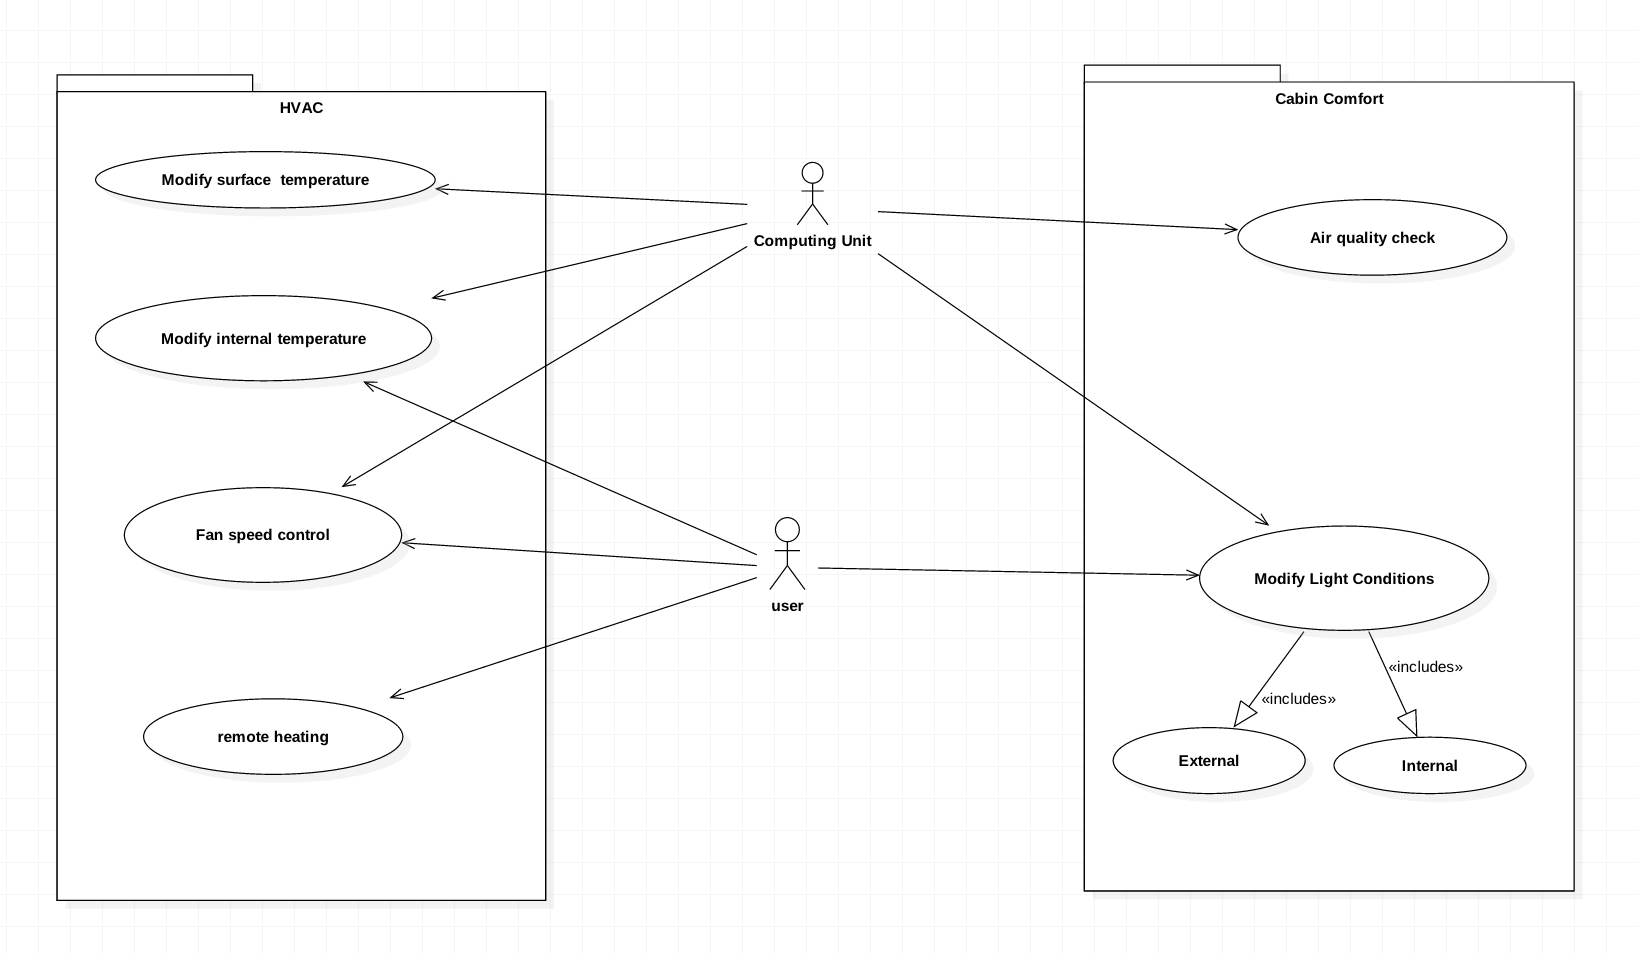 HVAC
Modify surface  temperature
Modify internal temperature
Fan speed control
remote heating
Computing Unit
user
Cabin Comfort
Air quality check
Modify Light Conditions
«includes»
«includes»
External
Internal